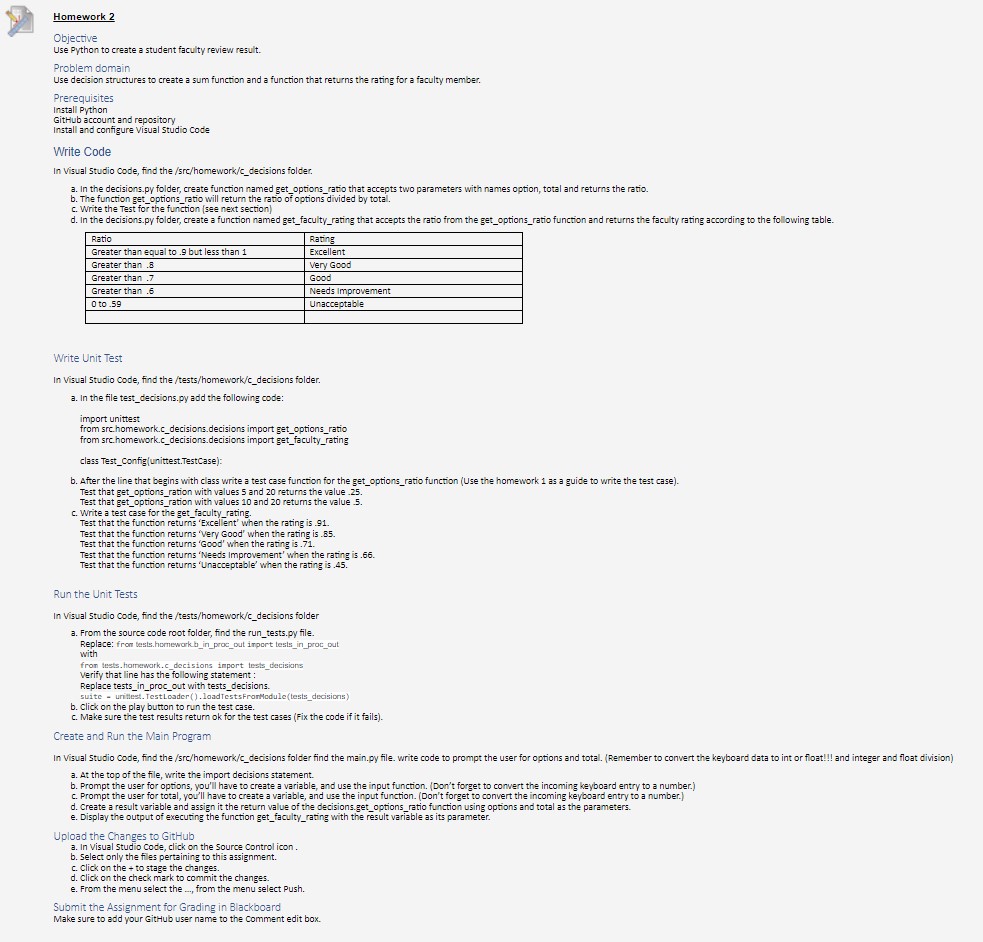 Homework 2
Objective
Use Python to create a student faculty review result.
Problem domain
Use decision structures to create a sum function and a function that returns the rating for a faculty member.
Prerequisites
Install Python
GitHub account and repository
Install and configure Visual Studio Code
Write Code
In Visual Studio Code, find the /src/homework/c_decisions folder.
a. In the decisions.py folder, create function named get_options_ratio that accepts two parameters with names option, total and returns the ratio.
b. The function get_options_ratio will return the ratio of options divided by total.
c. Write the Test for the function (see next section)
d. In the decisions.py folder, create a function named get_faculty_rating that accepts the ratio from the get_options_ratio function and returns the faculty rating according to the following table.
Ratio Rating
Greater than equal to .9 but less than 1 Excellent
Greater than .8 Very Good
Greater than .7 Good
Greater than .6 Needs Improvement
0 to .59 Unacceptable
Write Unit Test
In Visual Studio Code, find the /tests/homework/c_decisions folder.
a. In the file test_decisions.py add the following code:
import unittest
from src.homework.c_decisions.decisions import get_options_ratio
from src.homework.c_decisions.decisions import get_faculty_rating
class Test_Config(unittest.TestCase):
b. After the line that begins with class write a test case function for the get_options_ratio function (Use the homework 1 as a guide to write the test case).
Test that get_options_ration with values 5 and 20 returns the value .25.
Test that get_options_ration with values 10 and 20 returns the value .5.
c. Write a test case for the get_faculty_rating.
Test that the function returns ‘Excellent’ when the rating is .91.
Test that the function returns ‘Very Good’ when the rating is .85.
Test that the function returns ‘Good’ when the rating is .71.
Test that the function returns ‘Needs Improvement’ when the rating is .66.
Test that the function returns ‘Unacceptable’ when the rating is .45.
Run the Unit Tests
In Visual Studio Code, find the /tests/homework/c_decisions folder
a. From the source code root folder, find the run_tests.py file.
Replace: from tests.homework.b_in_proc_out import tests_in_proc_out
with
from tests.homework.c_decisions import tests_decisions
Verify that line has the following statement :
Replace tests_in_proc_out with tests_decisions.
suite = unittest.TestLoader().loadTestsFromModule(tests_decisions)
b. Click on the play button to run the test case.
c. Make sure the test results return ok for the test cases (Fix the code if it fails).
Create and Run the Main Program
In Visual Studio Code, find the /src/homework/c_decisions folder find the main.py file. write code to prompt the user for options and total. (Remember to convert the keyboard data to int or float!!! and integer and float division)
a. At the top of the file, write the import decisions statement.
b. Prompt the user for options, you’ll have to create a variable, and use the input function. (Don’t forget to convert the incoming keyboard entry to a number.)
c. Prompt the user for total, you’ll have to create a variable, and use the input function. (Don’t forget to convert the incoming keyboard entry to a number.)
d. Create a result variable and assign it the return value of the decisions.get_options_ratio function using options and total as the parameters.
e. Display the output of executing the function get_faculty_rating with the result variable as its parameter.
Upload the Changes to GitHub
a. In Visual Studio Code, click on the Source Control icon .
b. Select only the files pertaining to this assignment.
c. Click on the + to stage the changes.
d. Click on the check mark to commit the changes.
e. From the menu select the ..., from the menu select Push.
Submit the Assignment for Grading in Blackboard
Make sure to add your GitHub user name to the Comment edit box.